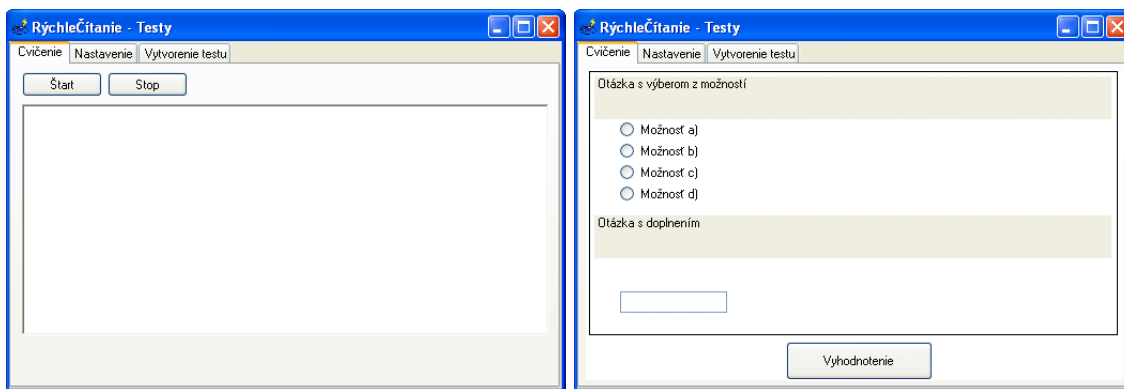 RýchleČítanie - Testy
Cvičenie Nastavenie Vytvorenie testu
Štart Stop
RýchleČítanie - Testy
Cvičenie Nastavenie Vytvorenie testu
Otázka s výberom z možností
Možnosť a)
Možnosť b)
Možnosť c)
Možnosť d)
Otázka s doplnením
Vyhodnotenie